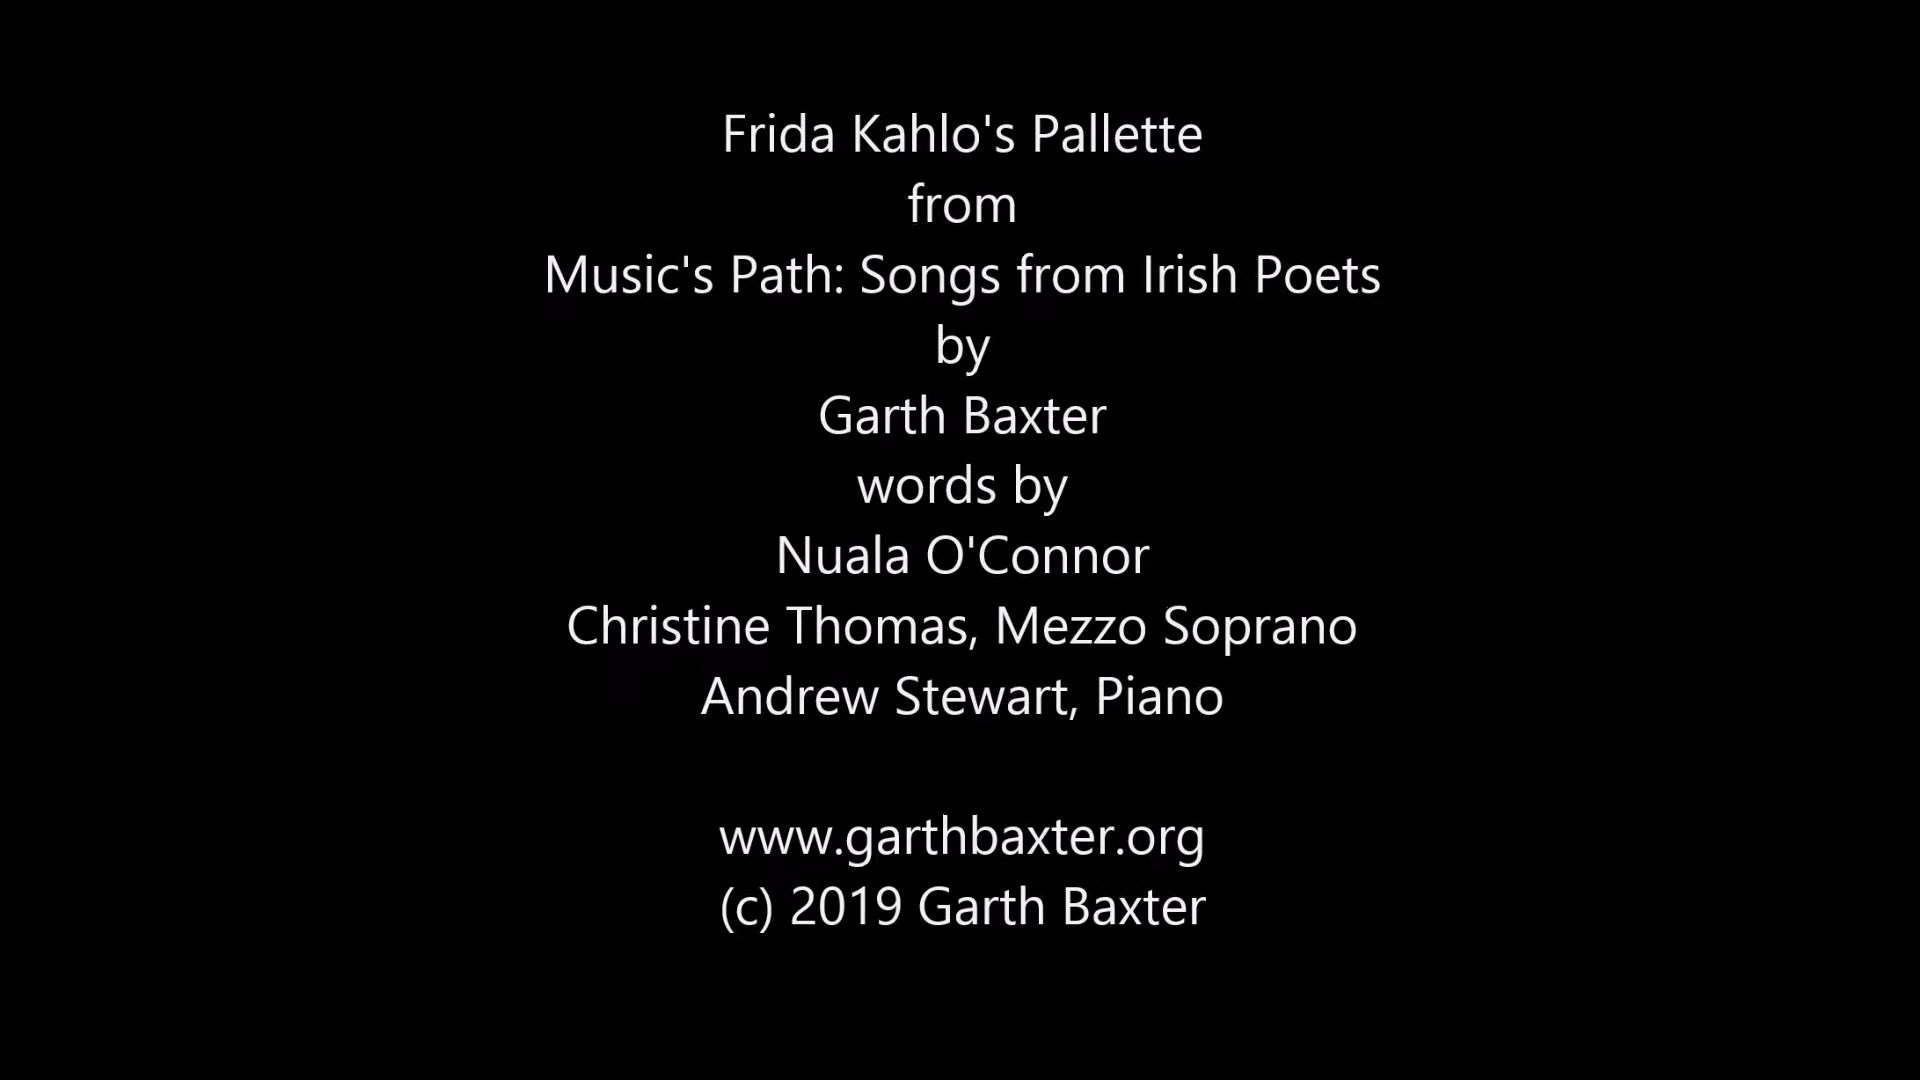 Frida Kahlo's Pallette
from
Music's Path: Songs from Irish Poets
by
Garth Baxter
words by
Nuala O'Connor
Christine Thomas, Mezzo Soprano
Andrew Stewart, Piano
www.garthbaxter.org
(c) 2019 Garth Baxter